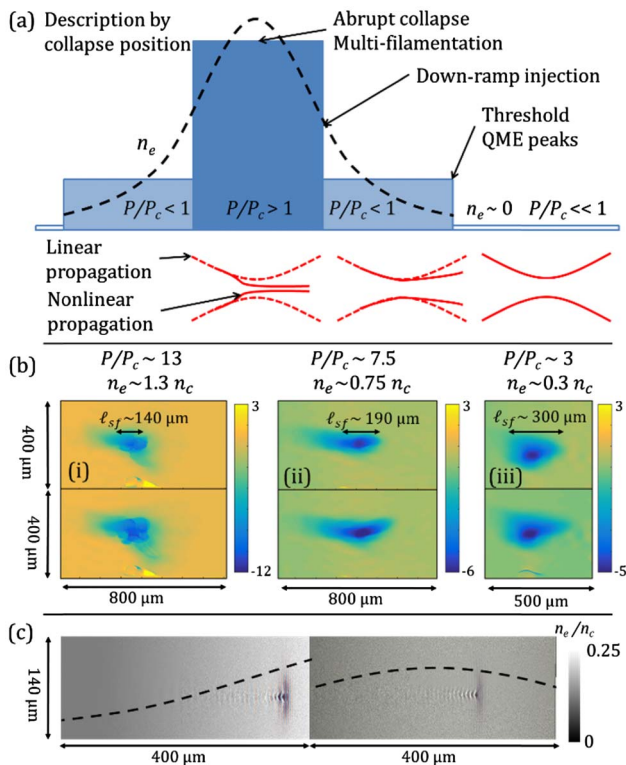 (a)
Description by
collapse position
Abrupt collapse
Multi-filamentation
Down-ramp injection
Threshold
QME peaks
n_e
P/P_c < 1
P/P_c > 1
P/P_c < 1
n_e ~ 0
P/P_c << 1
Linear
propagation
Nonlinear
propagation
(b)
P/P_c ~ 13
n_e ~ 1.3 n_c
P/P_c ~ 7.5
n_e ~ 0.75 n_c
P/P_c ~ 3
n_e ~ 0.3 n_c
400 μm
400 μm
ℓ_sf ~ 140 μm
(i)
3
-12
ℓ_sf ~ 190 μm
(ii)
3
-6
ℓ_sf ~ 300 μm
(iii)
3
-5
800 μm
800 μm
500 μm
(c)
140 μm
n_e/n_c
0.25
0
400 μm
400 μm